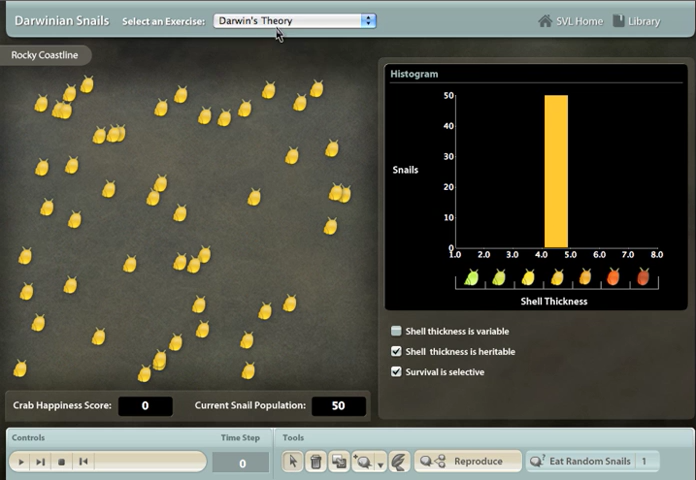 Darwinian Snails Select an Exercise: Darwin's Theory SVL Home Library
Rocky Coastline
Histogram
50
40
30
20
10
0
Snails
1.0 2.0 3.0 4.0 5.0 6.0 7.0 8.0
Shell Thickness
Shell thickness is variable
Shell thickness is heritable
Survival is selective
Crab Happiness Score: 0 Current Snail Population: 50
Controls Time Step Tools
0 Reproduce Eat Random Snails 1